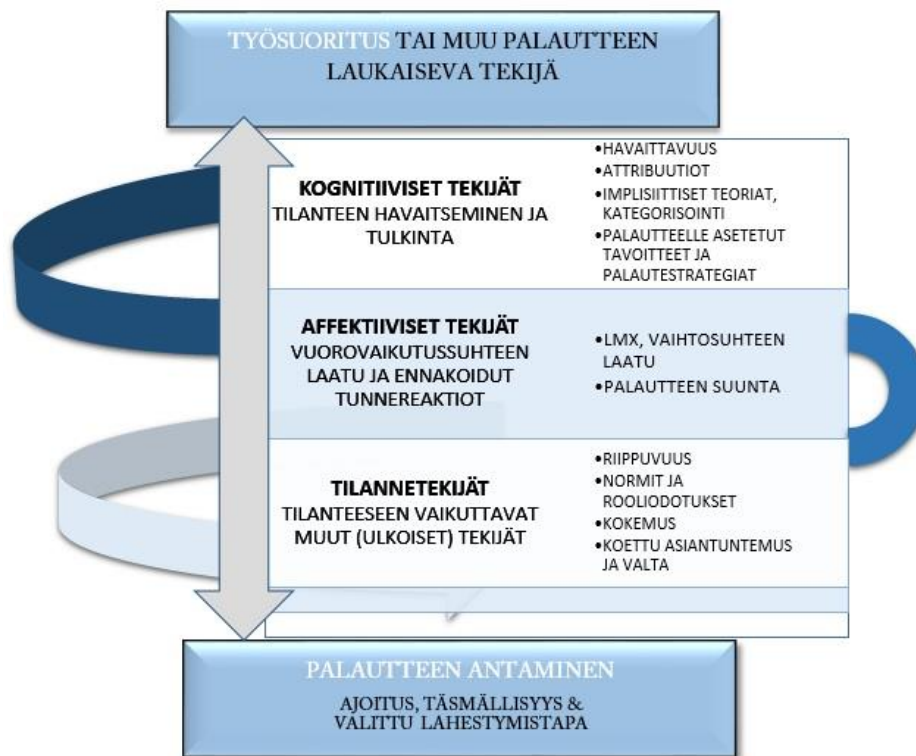 TYÖSUORITUS TAI MUU PALAUTTEEN
LAUKAISEVA TEKIJÄ
KOGNITIIVISET TEKIJÄT
TILANTEEN HAVAITSEMINEN JA
TULKINTA
•HAVAITTAVUUS
•ATTRIBUUTIOT
•IMPLISIITTISET TEORIAT,
KATEGORISOINTI
•PALAUTTEELLE ASETETUT
TAVOITTEET JA
PALAUTESTRATEGIAT
AFFEKTIIVISET TEKIJÄT
VUOROVAIKUTUSSUHTEEN
LAATU JA ENNAKOIDUT
TUNNEREAKTIOT
•LMX, VAIHTOSUHTEEN
LAATU
•PALAUTTEEN SUUNTA
TILANNETEKIJÄT
TILANTEESEEN VAIKUTTAVAT
MUUT (ULKOISET) TEKIJÄT
•RIIPPUVUUS
•NORMIT JA
ROOLIODOTUKSET
•KOKEMUS
•KOETTU ASIANTUNTEMUS
JA VALTA
PALAUTTEEN ANTAMINEN
AJOITUS, TÄSMÄLLISYYS &
VALITTU LÄHESTYMISTAPA